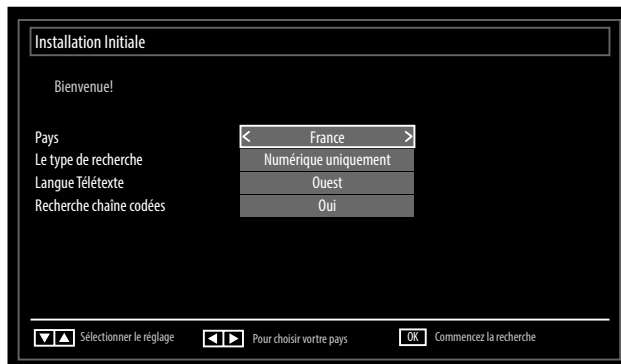 Installation Initiale
Bienvenue!
Pays < France >
Le type de recherche Numérique uniquement
Langue Télétexte Ouest
Recherche chaîne codées Oui
▼▲ Sélectionner le réglage ◀▶ Pour choisir vortre pays OK Commencez la recherche